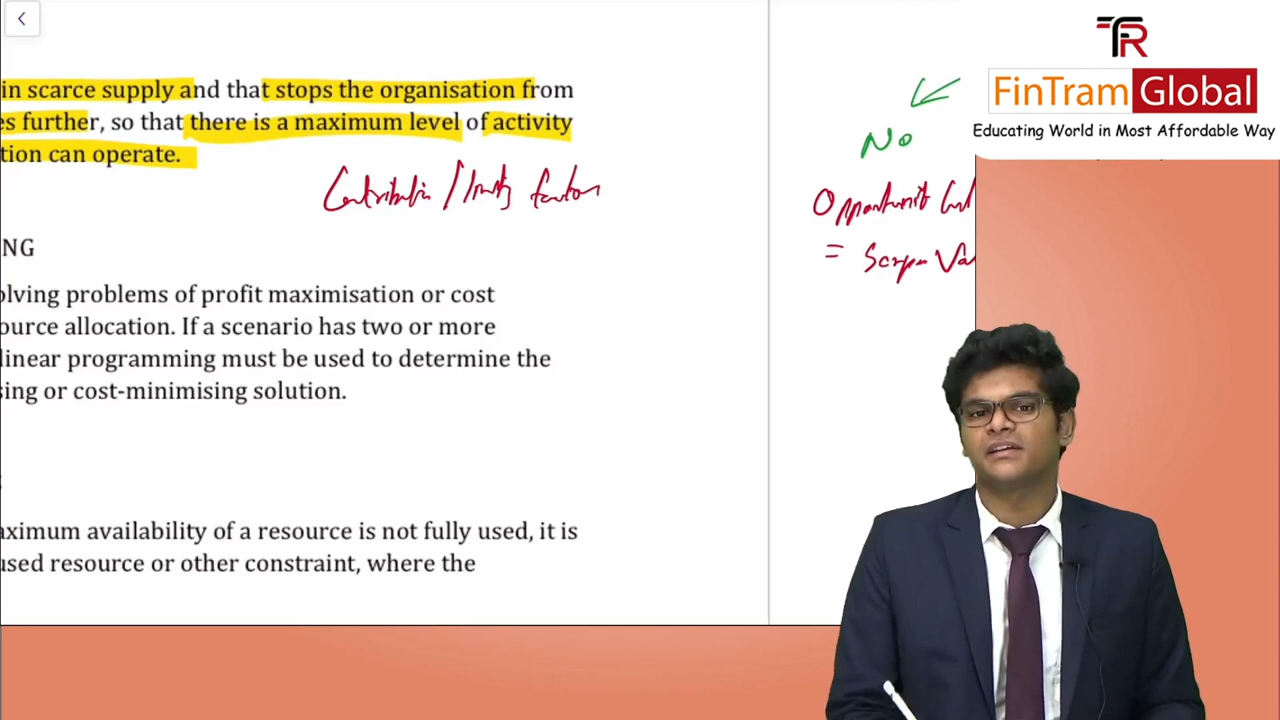 in scarce supply and that stops the organisation from
es further, so that there is a maximum level of activity
tion can operate.
Contribution / limiting factor
NG
olving problems of profit maximisation or cost
ource allocation. If a scenario has two or more
linear programming must be used to determine the
sing or cost-minimising solution.
aximum availability of a resource is not fully used, it is
used resource or other constraint, where the
No
Opportunity
= Scrap Va
TR
FinTram Global
Educating World in Most Affordable Way